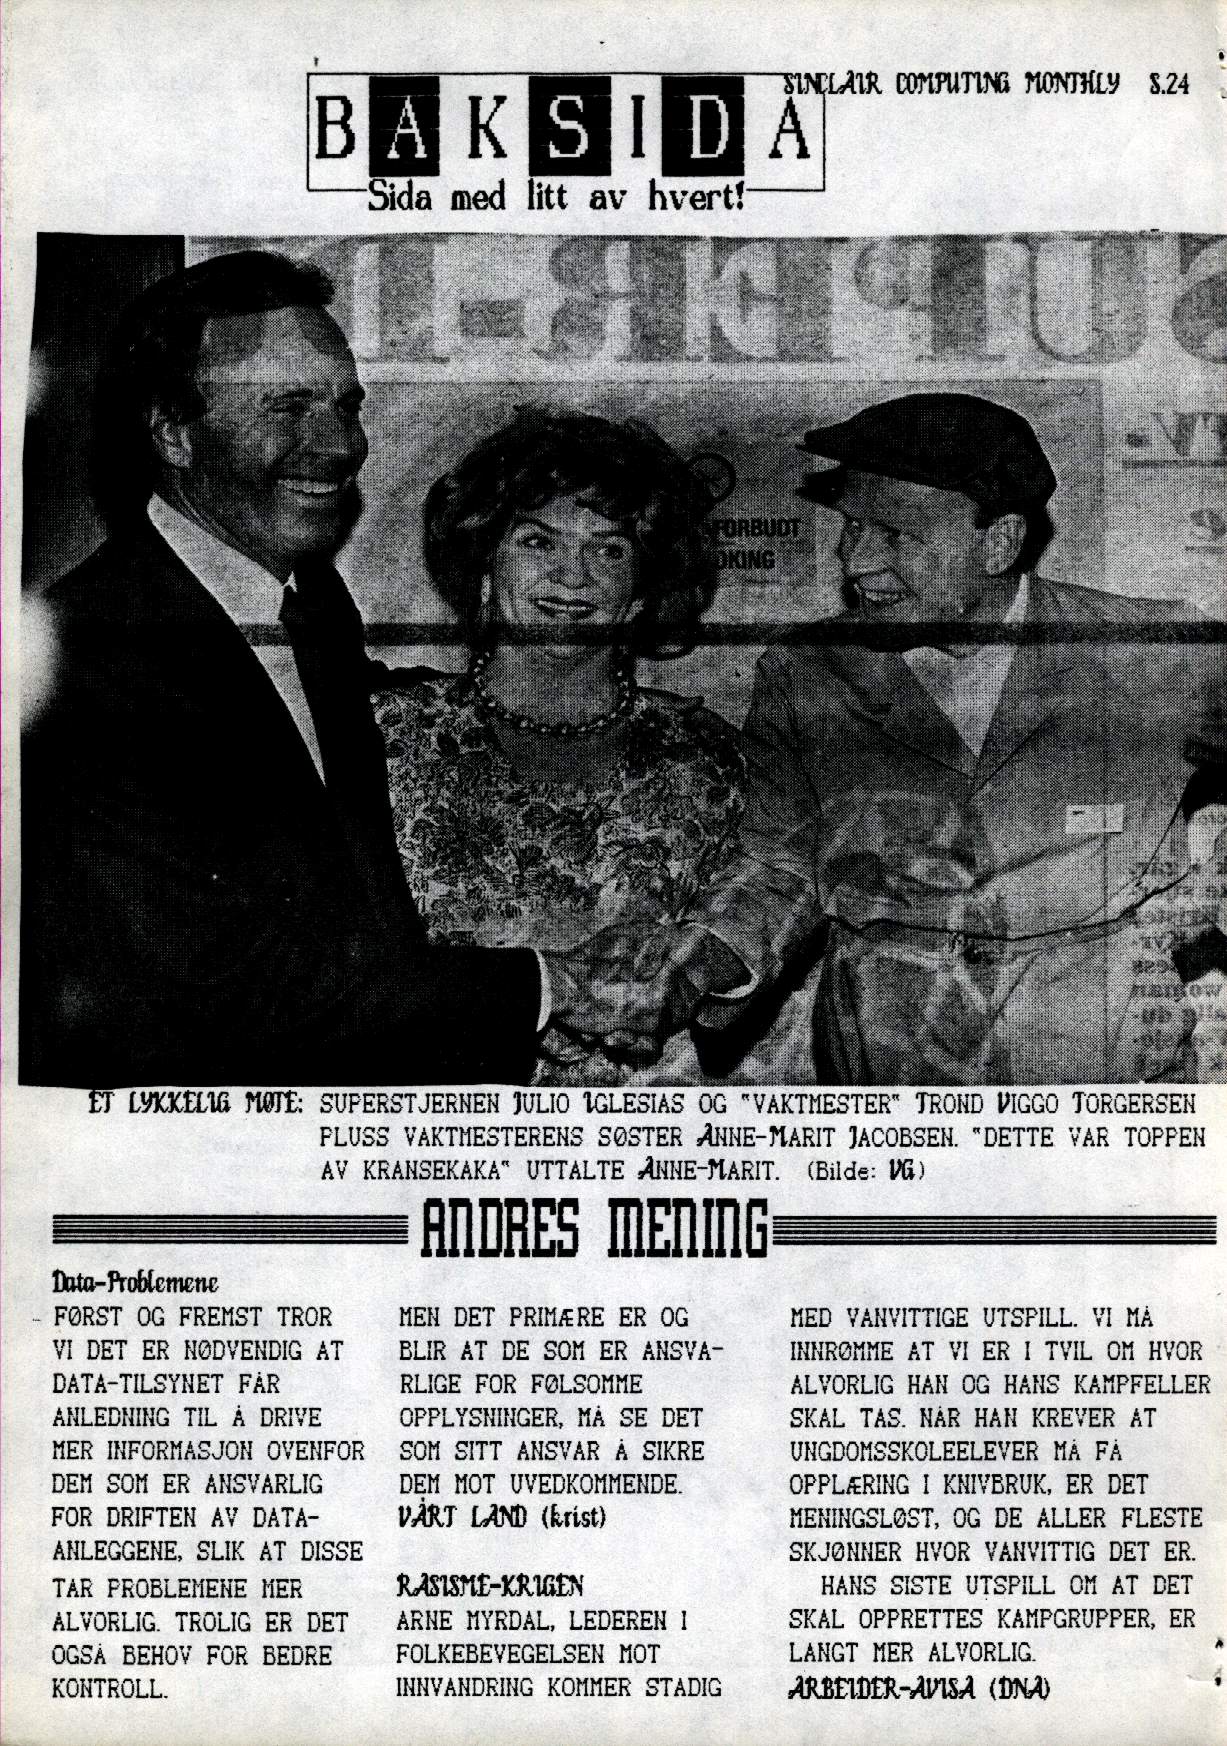 SINCLAIR COMPUTING MONTHLY S.24
BAKSIDA
Sida med litt av hvert!
FORBUDT
OKING
woman
ET LYKKELIG MØTE: SUPERSTJERNEN JULIO IGLESIAS OG "VAKTMESTER" TROND VIGGO TORGERSEN
PLUSS VAKTMESTERENS SØSTER ANNE-MARIT JACOBSEN. "DETTE VAR TOPPEN
AV KRANSEKAKA" UTTALTE ANNE-MARIT. (Bilde: VG)
ANDRES MENING
Data-Problemene
FØRST OG FREMST TROR
VI DET ER NØDVENDIG AT
DATA-TILSYNET FÅR
ANLEDNING TIL Å DRIVE
MER INFORMASJON OVENFOR
DEM SOM ER ANSVARLIG
FOR DRIFTEN AV DATA-
ANLEGGENE, SLIK AT DISSE
TAR PROBLEMENE MER
ALVORLIG. TROLIG ER DET
OGSÅ BEHOV FOR BEDRE
KONTROLL.
MEN DET PRIMÆRE ER OG
BLIR AT DE SOM ER ANSVA-
RLIGE FOR FØLSOMME
OPPLYSNINGER, MÅ SE DET
SOM SITT ANSVAR Å SIKRE
DEM MOT UVEDKOMMENDE.
VÅRT LAND (krist)
RASISME-KRIGEN
ARNE MYRDAL, LEDEREN I
FOLKEBEVEGELSEN MOT
INNVANDRING KOMMER STADIG
MED VANVITTIGE UTSPILL. VI MÅ
INNRØMME AT VI ER I TVIL OM HVOR
ALVORLIG HAN OG HANS KAMPFELLER
SKAL TAS. NÅR HAN KREVER AT
UNGDOMSSKOLEELEVER MÅ FÅ
OPPLÆRING I KNIVBRUK, ER DET
MENINGSLØST, OG DE ALLER FLESTE
SKJØNNER HVOR VANVITTIG DET ER.
HANS SISTE UTSPILL OM AT DET
SKAL OPPRETTES KAMPGRUPPER, ER
LANGT MER ALVORLIG.
ARBEIDER-AVISA (DNA)